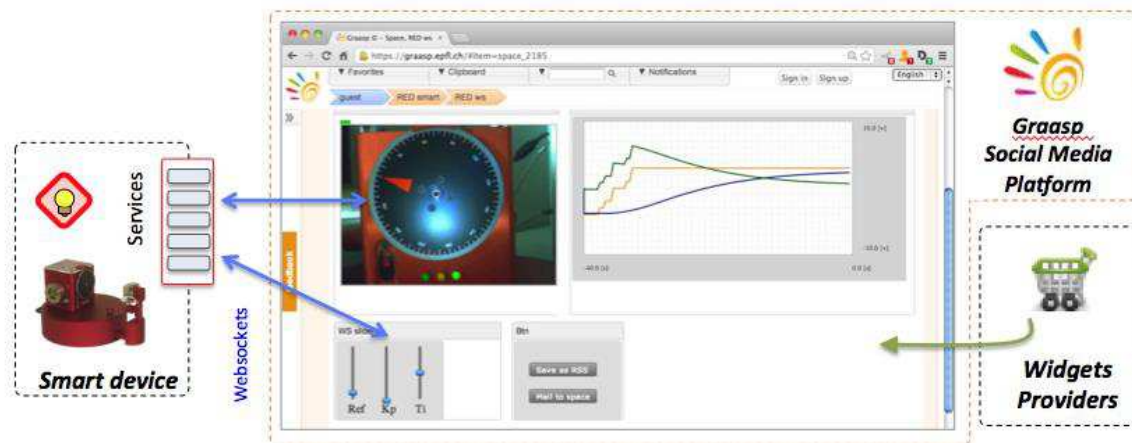 Graasp G – Space, RED ws
https://graasp.epfl.ch/#item=space_2185
▼ Favorites
▼ Clipboard
▼ Notifications
Sign in
Sign up
English
guest
RED smart
RED ws
Services
Smart device
Websockets
10.0 [v]
-10.0 [v]
-40.0 [s]
0.0 [s]
Ref
Kp
Ti
Btn
Save as RSS
Mail to space
Graasp
Social Media
Platform
Widgets
Providers